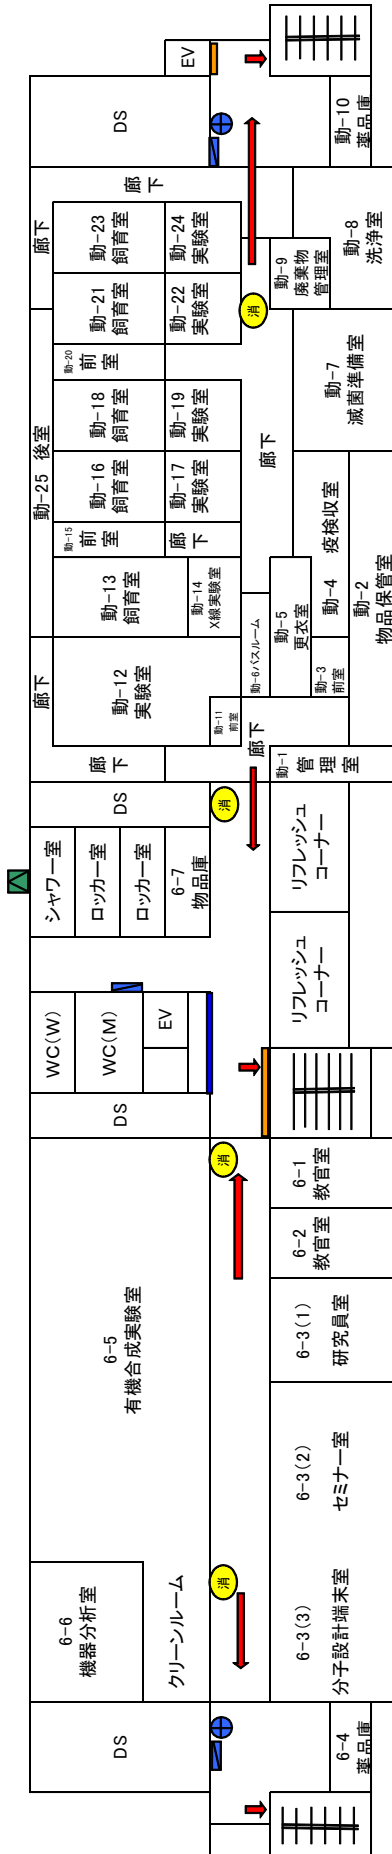 DS
6-6
機器分析室
クリーンルーム
消
6-5
有機合成実験室
消
DS
WC(W)
WC(M)
EV
シャワー室
ロッカー室
ロッカー室
6-7
物品庫
DS
消
廊下
廊下
動-12
実験室
動-11
前室
廊下
動-25 後室
動-13
飼育室
動-14
X線実験室
動-15
前室
廊下
動-16
飼育室
動-17
実験室
動-18
飼育室
動-19
実験室
動-20
前室
動-21
飼育室
動-22
実験室
動-23
飼育室
動-24
実験室
消
廊下
廊下
廊下
DS
EV
6-4
薬品庫
6-3(3)
分子設計端末室
6-3(2)
セミナー室
6-3(1)
研究員室
6-2
教官室
6-1
教官室
リフレッシュ
コーナー
リフレッシュ
コーナー
動-1
管理室
動-3
前室
動-6パスルーム
動-5
更衣室
動-4 疫検収室
動-2
物品保管室
動-7
滅菌準備室
動-9
廃棄物
管理室
動-8
洗浄室
動-10
薬品庫